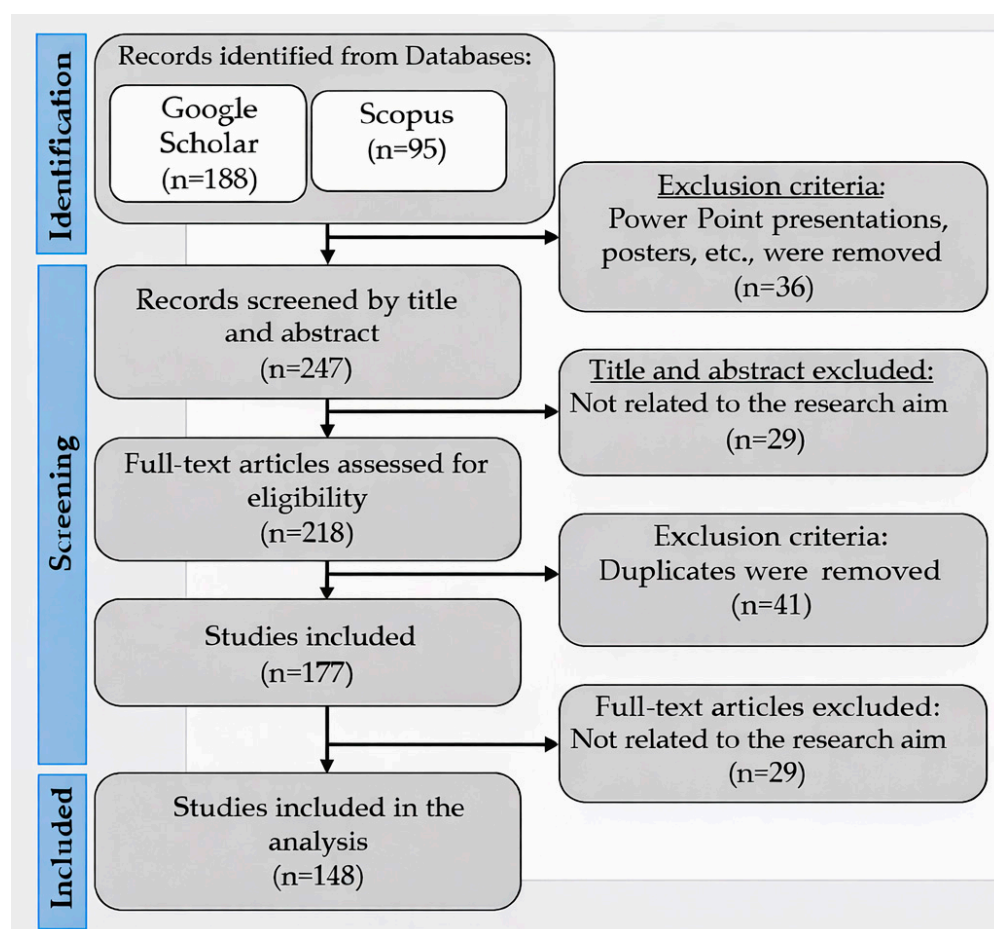 Identification
Records identified from Databases:
Google
Scholar
(n=188)
Scopus
(n=95)
Exclusion criteria:
Power Point presentations,
posters, etc., were removed
(n=36)
Screening
Records screened by title
and abstract
(n=247)
Title and abstract excluded:
Not related to the research aim
(n=29)
Full-text articles assessed for
eligibility
(n=218)
Exclusion criteria:
Duplicates were removed
(n=41)
Studies included
(n=177)
Full-text articles excluded:
Not related to the research aim
(n=29)
Included
Studies included in the
analysis
(n=148)